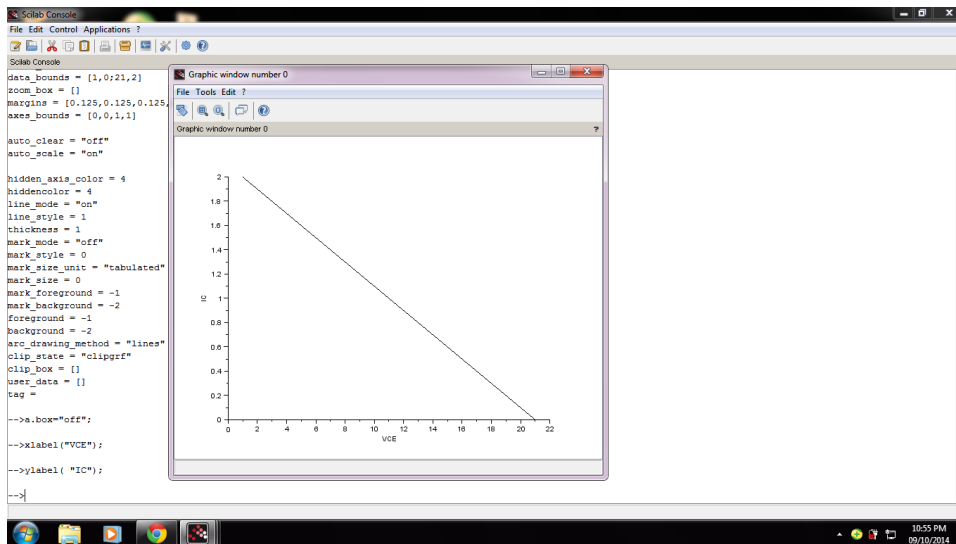 Scilab Console
File Edit Control Applications ?
Scilab Console
data_bounds = [1,0;21,2]
zoom_box = []
margins = [0.125,0.125,0.125,
axes_bounds = [0,0,1,1]
auto_clear = "off"
auto_scale = "on"
hidden_axis_color = 4
hiddencolor = 4
line_mode = "on"
line_style = 1
thickness = 1
mark_mode = "off"
mark_style = 0
mark_size_unit = "tabulated"
mark_size = 0
mark_foreground = -1
mark_background = -2
foreground = -1
background = -2
arc_drawing_method = "lines"
clip_state = "clipgrf"
clip_box = []
user_data = []
tag =
-->a.box="off";
-->xlabel("VCE");
-->ylabel( "IC");
-->
Graphic window number 0
File Tools Edit ?
Graphic window number 0 ?
2
1.8
1.6
1.4
1.2
1
0.8
0.6
0.4
0.2
0
IC
0 2 4 6 8 10 12 14 16 18 20 22
VCE
10:55 PM
09/10/2014